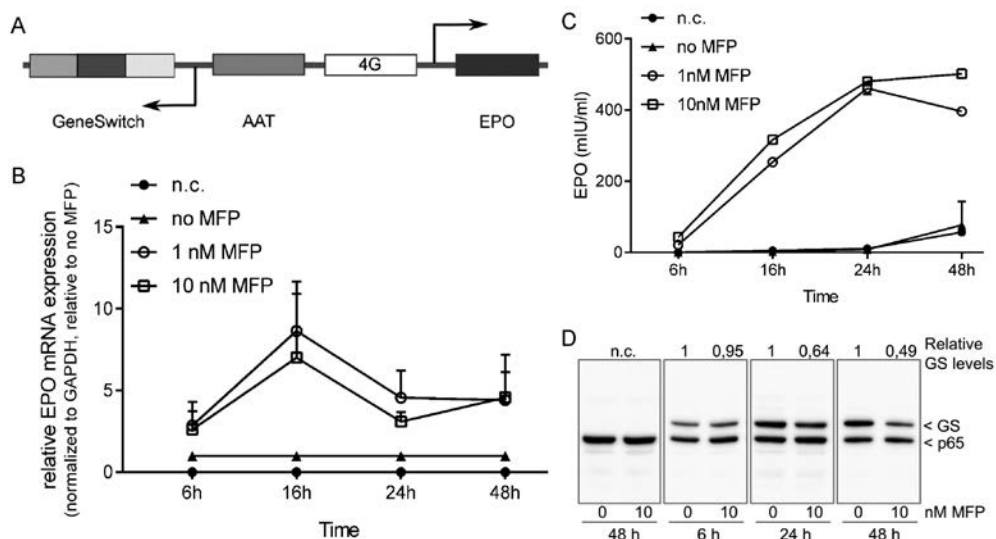 A
4G
GeneSwitch AAT EPO
B
n.c.
no MFP
1 nM MFP
10 nM MFP
relative EPO mRNA expression
(normalized to GAPDH, relative to no MFP)
15
10
5
0
6h 16h 24h 48h
Time
C
n.c.
no MFP
1nM MFP
10nM MFP
EPO (mIU/ml)
600
400
200
0
6h 16h 24h 48h
Time
D
n.c. 1 0,95 1 0,64 1 0,49 Relative
GS levels
< GS
< p65
0 10 0 10 0 10 0 10 nM MFP
48 h 6 h 24 h 48 h